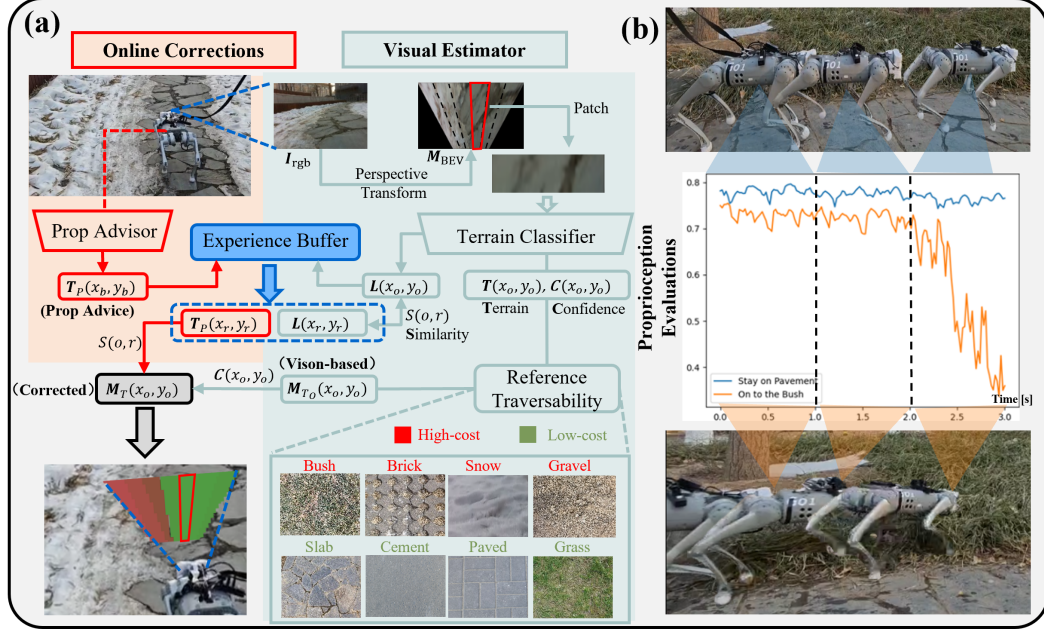 (a)
Online Corrections
Visual Estimator
I_rgb
M_BEV
Patch
Perspective
Transform
Prop Advisor
Experience Buffer
Terrain Classifier
T_P(x_b, y_b)
(Prop Advice)
L(x_o, y_o)
T(x_o, y_o), C(x_o, y_o)
Terrain
Confidence
T_P(x_r, y_r)
L(x_r, y_r)
S(o, r)
Similarity
S(o, r)
(Corrected)
M_T(x_o, y_o)
C(x_o, y_o)
(Vison-based)
M_TO(x_o, y_o)
Reference
Traversability
High-cost
Low-cost
Bush
Brick
Snow
Gravel
Slab
Cement
Paved
Grass
(b)
101
101
101
Proprioception
Evaluations
0.8
0.7
0.6
0.5
0.4
Stay on Pavement
On to the Bush
Time [s]
0.0
0.5
1.0
1.5
2.0
2.5
3.0